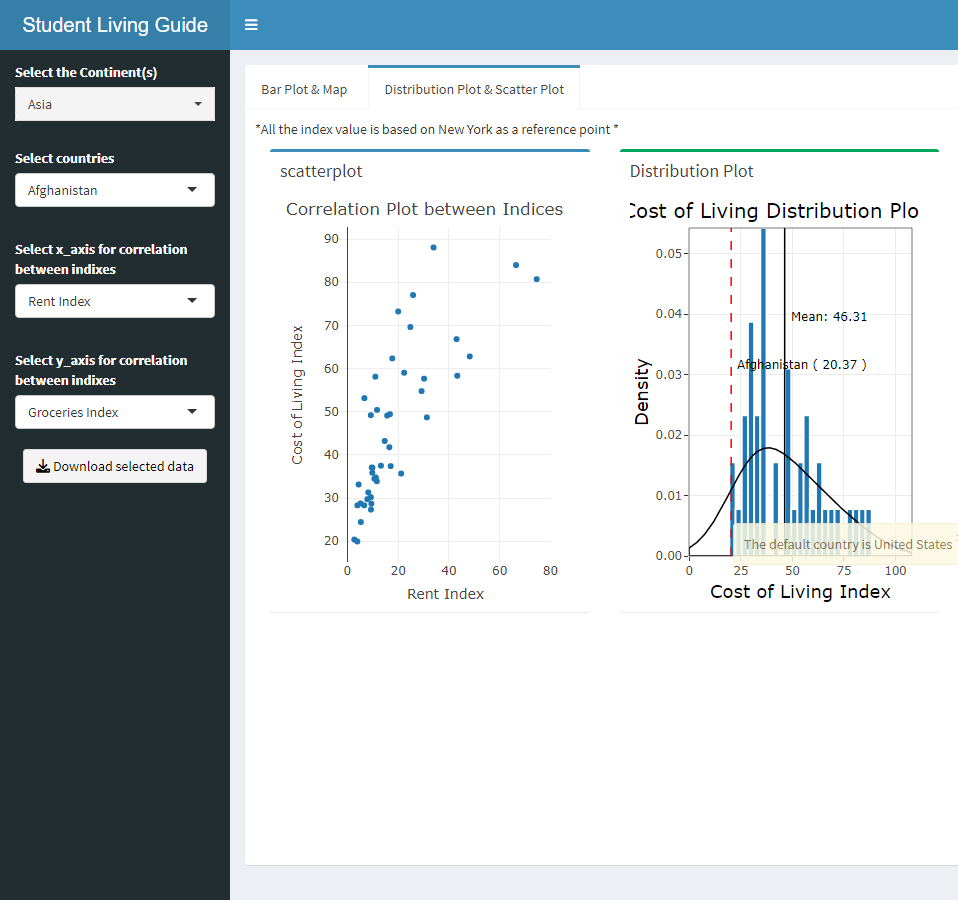 Student Living Guide
Select the Continent(s)
Asia
Select countries
Afghanistan
Select x_axis for correlation
between indixes
Rent Index
Select y_axis for correlation
between indixes
Groceries Index
Download selected data
Bar Plot & Map
Distribution Plot & Scatter Plot
*All the index value is based on New York as a reference point *
scatterplot
Correlation Plot between Indices
90
80
70
60
50
40
30
20
Cost of Living Index
0 20 40 60 80
Rent Index
Distribution Plot
Cost of Living Distribution Plo
0.05
0.04
0.03
0.02
0.01
0.00
Density
Mean: 46.31
Afghanistan ( 20.37 )
The default country is United States
0 25 50 75 100
Cost of Living Index